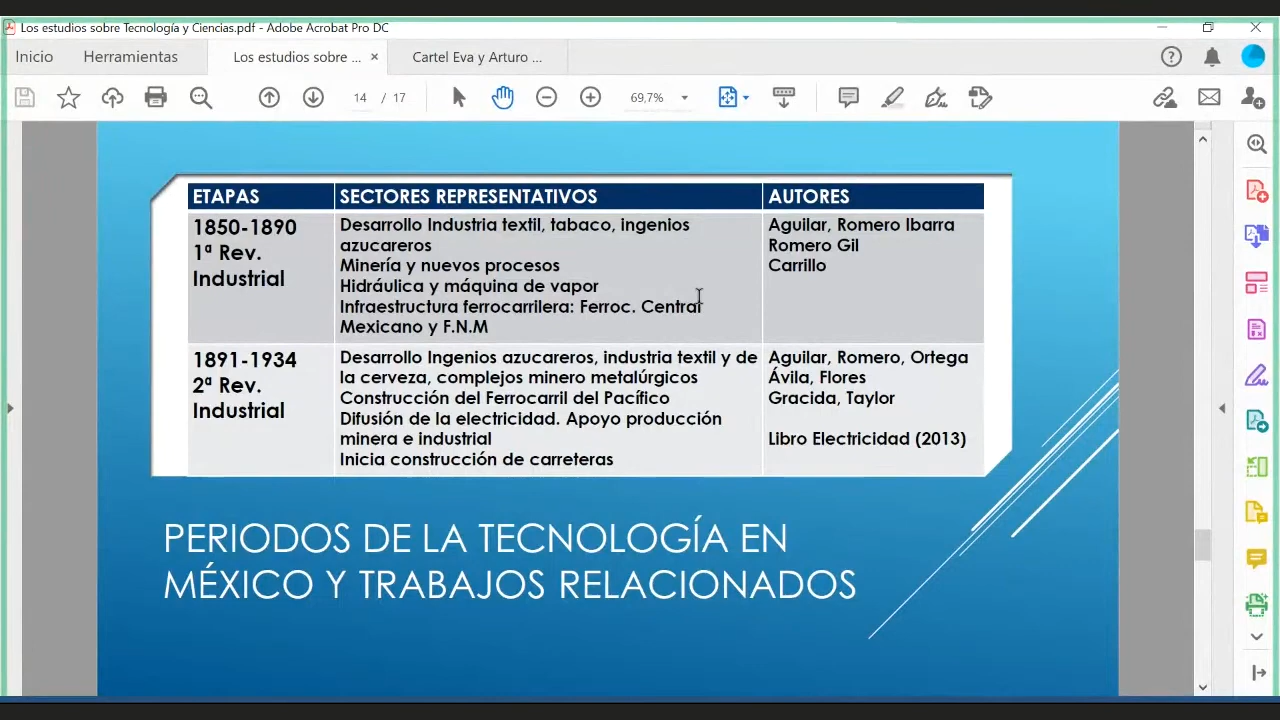 Los estudios sobre Tecnología y Ciencias.pdf - Adobe Acrobat Pro DC
Inicio
Herramientas
Los estudios sobre ...
Cartel Eva y Arturo ...
14 / 17
69,7%
ETAPAS
SECTORES REPRESENTATIVOS
AUTORES
1850-1890
1ª Rev.
Industrial
Desarrollo Industria textil, tabaco, ingenios
azucareros
Minería y nuevos procesos
Hidráulica y máquina de vapor
Infraestructura ferrocarrilera: Ferroc. Central
Mexicano y F.N.M
Aguilar, Romero Ibarra
Romero Gil
Carrillo
1891-1934
2ª Rev.
Industrial
Desarrollo Ingenios azucareros, industria textil y de
la cerveza, complejos minero metalúrgicos
Construcción del Ferrocarril del Pacífico
Difusión de la electricidad. Apoyo producción
minera e industrial
Inicia construcción de carreteras
Aguilar, Romero, Ortega
Ávila, Flores
Gracida, Taylor
Libro Electricidad (2013)
PERIODOS DE LA TECNOLOGÍA EN
MÉXICO Y TRABAJOS RELACIONADOS